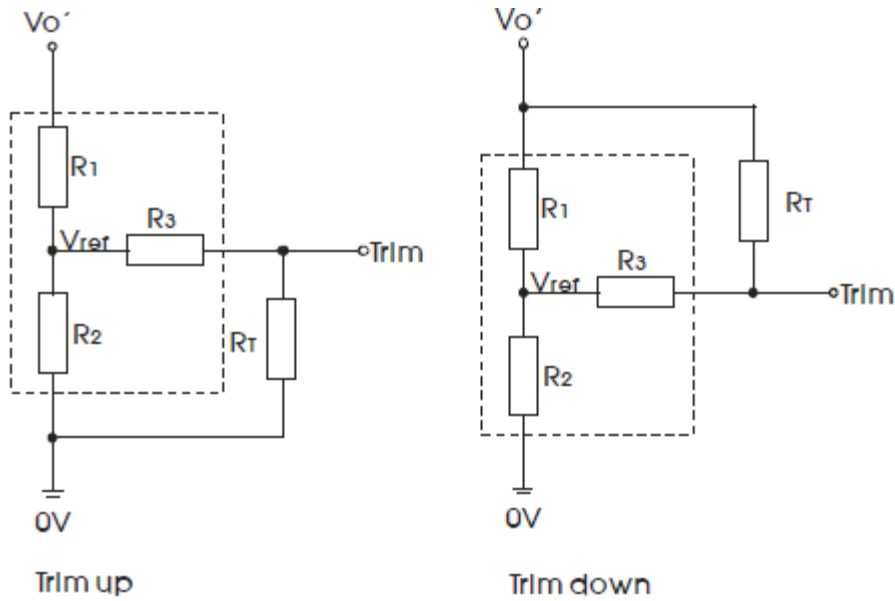 Vo'
R1
Vref
R3
Trim
R2
RT
0V
Trim up
Vo'
R1
RT
Vref
R3
Trim
R2
0V
Trim down